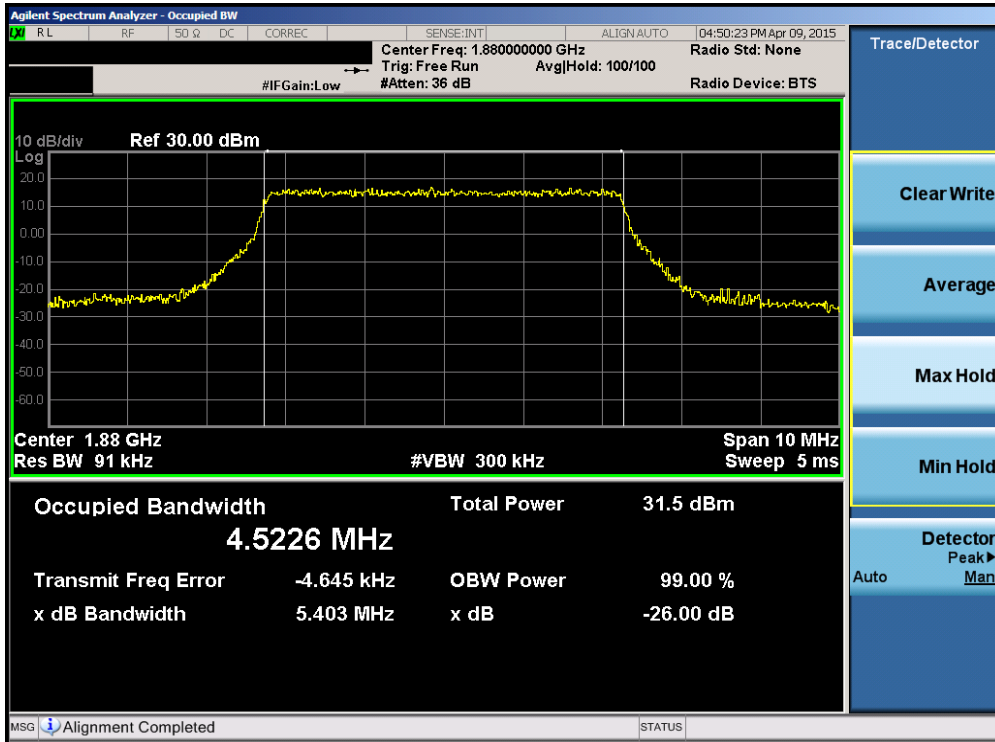 Agilent Spectrum Analyzer - Occupied BW
LXI RL RF 50 Ω DC CORREC SENSE:INT ALIGN AUTO 04:50:23 PM Apr 09, 2015
Center Freq: 1.880000000 GHz Radio Std: None
Trig: Free Run Avg|Hold: 100/100
#IFGain:Low #Atten: 36 dB Radio Device: BTS
10 dB/div Ref 30.00 dBm
Log
20.0
10.0
0.00
-10.0
-20.0
-30.0
-40.0
-50.0
-60.0
Center 1.88 GHz Span 10 MHz
Res BW 91 kHz #VBW 300 kHz Sweep 5 ms
Occupied Bandwidth Total Power 31.5 dBm
4.5226 MHz
Transmit Freq Error -4.645 kHz OBW Power 99.00 %
x dB Bandwidth 5.403 MHz x dB -26.00 dB
MSG Alignment Completed STATUS
Trace/Detector
Clear Write
Average
Max Hold
Min Hold
Detector
Peak▶
Auto Man